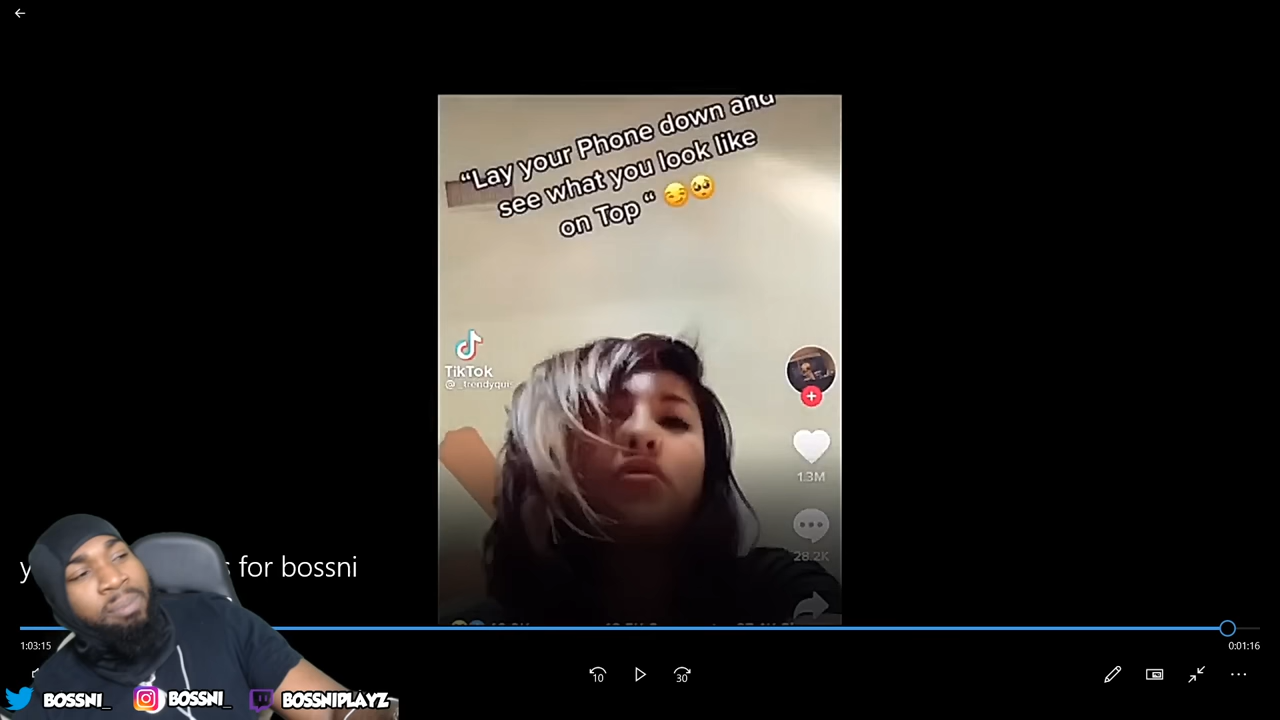 “Lay your Phone down and
see what you look like
on Top “ 😏🥺
TikTok
1.3M
28.2K
for bossni
1:03:15
0:01:16
10
30
BOSSNI_
BOSSNI_
BOSSNIPLAYZ